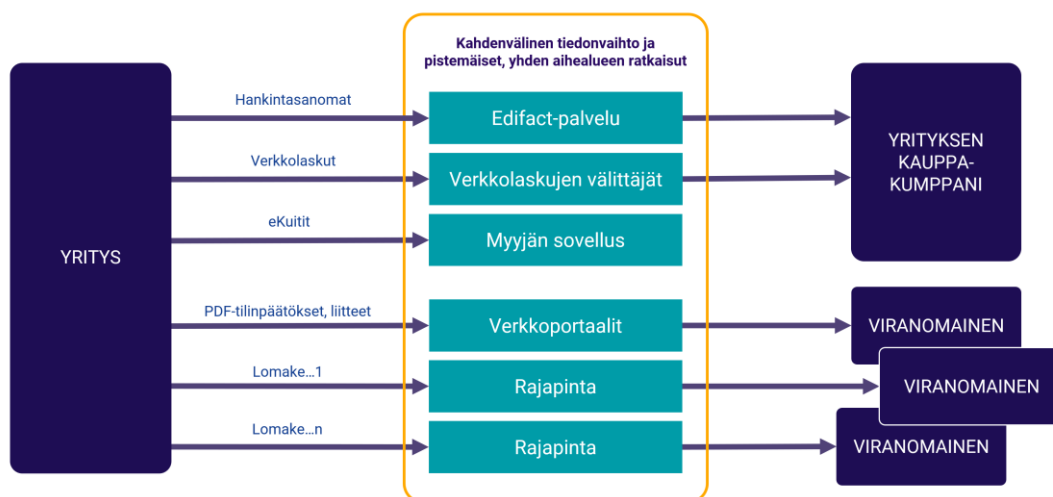 Kahdenvälinen tiedonvaihto ja
pistemäiset, yhden aihealueen ratkaisut
YRITYS
Hankintasanomat
Edifact-palvelu
Verkkolaskut
Verkkolaskujen välittäjät
eKuitit
Myyjän sovellus
YRITYKSEN
KAUPPA-
KUMPPANI
PDF-tilinpäätökset, liitteet
Verkkoportaalit
VIRANOMAINEN
Lomake...1
Rajapinta
VIRANOMAINEN
Lomake...n
Rajapinta
VIRANOMAINEN